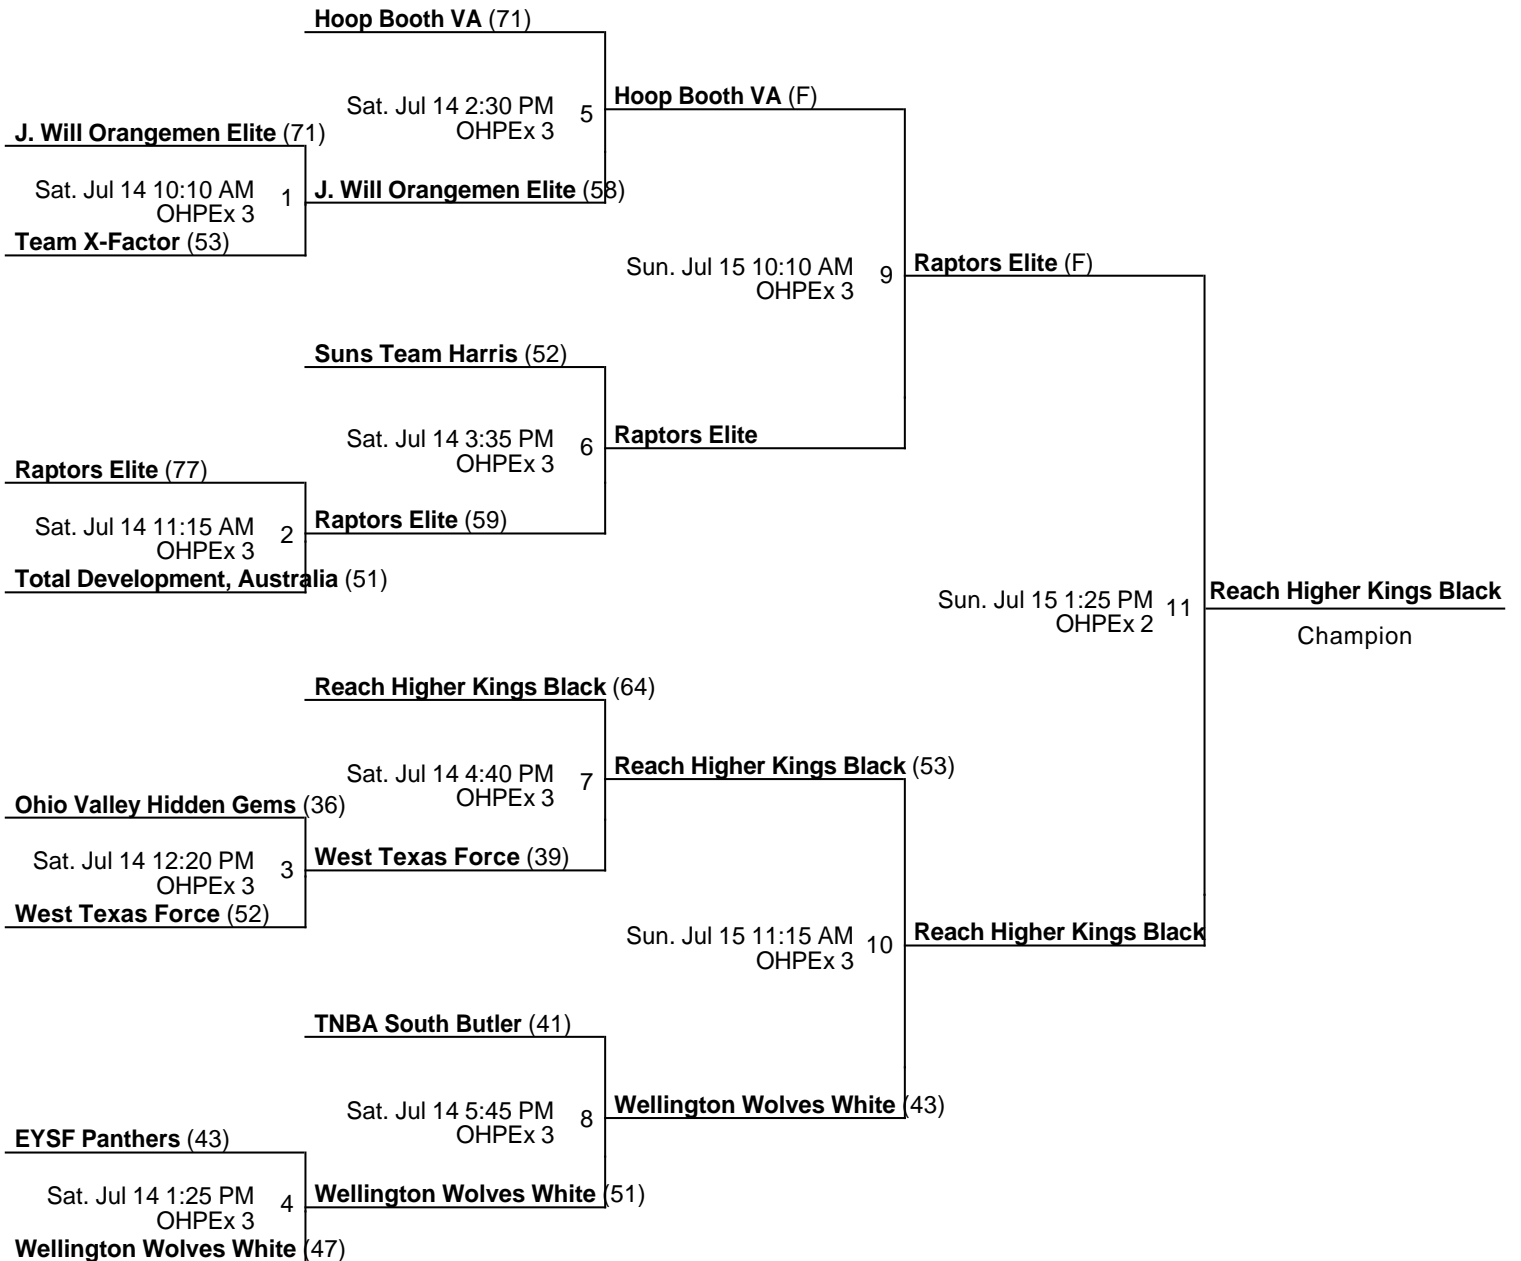 Hoop Booth VA (71)
Sat. Jul 14 2:30 PM
OHPEx 3
5
Hoop Booth VA (F)
J. Will Orangemen Elite (71)
Sat. Jul 14 10:10 AM
OHPEx 3
1
J. Will Orangemen Elite (58)
Team X-Factor (53)
Sun. Jul 15 10:10 AM
OHPEx 3
9
Raptors Elite (F)
Suns Team Harris (52)
Sat. Jul 14 3:35 PM
OHPEx 3
6
Raptors Elite
Raptors Elite (77)
Sat. Jul 14 11:15 AM
OHPEx 3
2
Raptors Elite (59)
Total Development, Australia (51)
Sun. Jul 15 1:25 PM
OHPEx 2
11
Reach Higher Kings Black
Champion
Reach Higher Kings Black (64)
Sat. Jul 14 4:40 PM
OHPEx 3
7
Reach Higher Kings Black (53)
Ohio Valley Hidden Gems (36)
Sat. Jul 14 12:20 PM
OHPEx 3
3
West Texas Force (39)
West Texas Force (52)
Sun. Jul 15 11:15 AM
OHPEx 3
10
Reach Higher Kings Black
TNBA South Butler (41)
Sat. Jul 14 5:45 PM
OHPEx 3
8
Wellington Wolves White (43)
EYSF Panthers (43)
Sat. Jul 14 1:25 PM
OHPEx 3
4
Wellington Wolves White (51)
Wellington Wolves White (47)